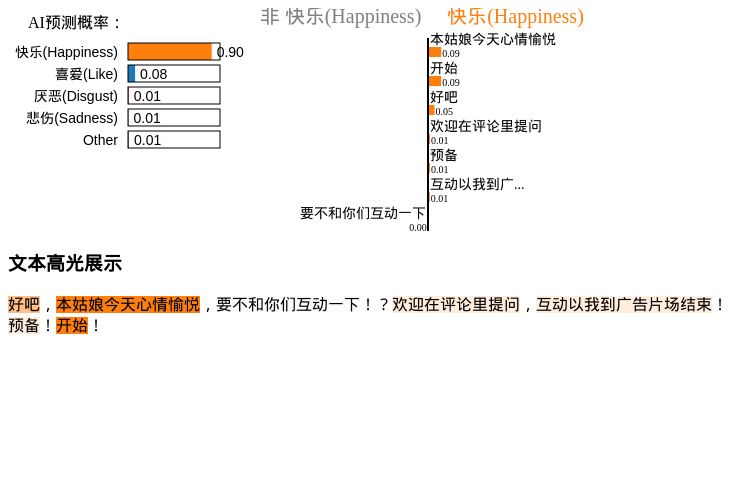 AI预测概率：
快乐(Happiness) 0.90
喜爱(Like) 0.08
厌恶(Disgust) 0.01
悲伤(Sadness) 0.01
Other 0.01
非 快乐(Happiness) 快乐(Happiness)
本姑娘今天心情愉悦
0.09
开始
0.09
好吧
0.05
欢迎在评论里提问
0.01
预备
0.01
互动以我到广...
0.01
要不和你们互动一下
0.00
文本高光展示
好吧，本姑娘今天心情愉悦，要不和你们互动一下！？欢迎在评论里提问，互动以我到广告片场结束！
预备！开始！